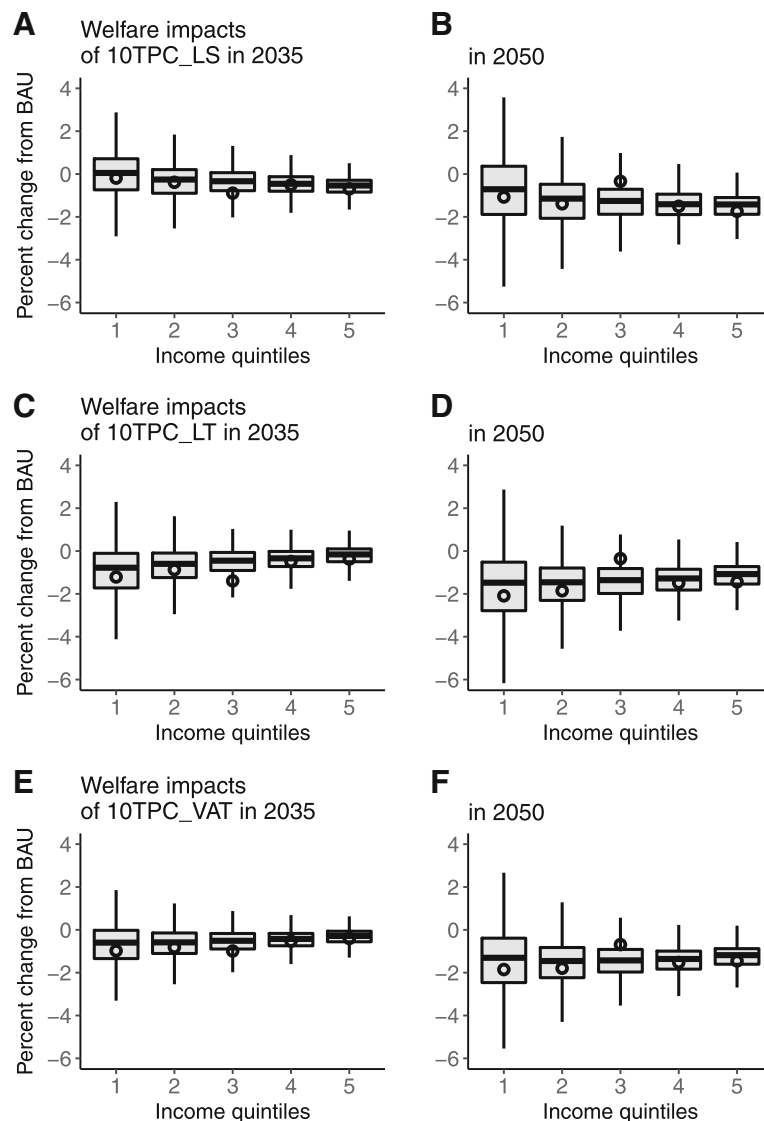 A
Welfare impacts
of 10TPC_LS in 2035
Percent change from BAU
4
2
0
−2
−4
−6
1 2 3 4 5
Income quintiles
B
in 2050
4
2
0
−2
−4
−6
1 2 3 4 5
Income quintiles
C
Welfare impacts
of 10TPC_LT in 2035
Percent change from BAU
4
2
0
−2
−4
−6
1 2 3 4 5
Income quintiles
D
in 2050
4
2
0
−2
−4
−6
1 2 3 4 5
Income quintiles
E
Welfare impacts
of 10TPC_VAT in 2035
Percent change from BAU
4
2
0
−2
−4
−6
1 2 3 4 5
Income quintiles
F
in 2050
4
2
0
−2
−4
−6
1 2 3 4 5
Income quintiles